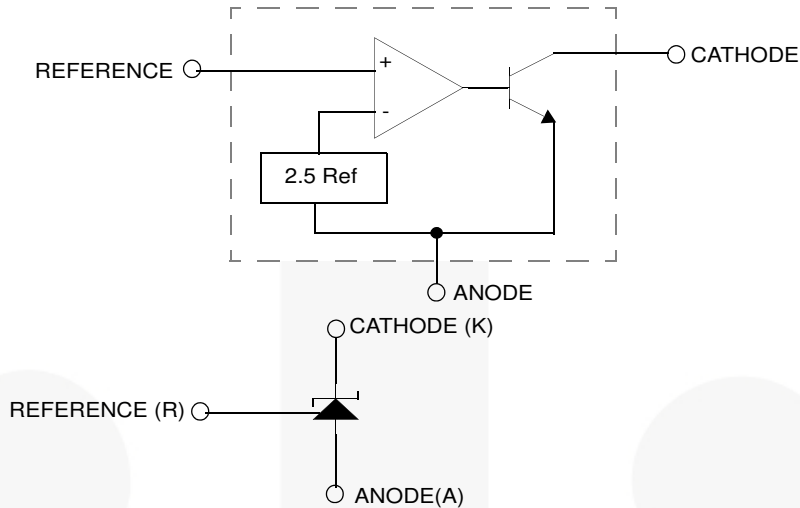 REFERENCE
+
CATHODE
-
2.5 Ref
ANODE
CATHODE (K)
REFERENCE (R)
ANODE(A)